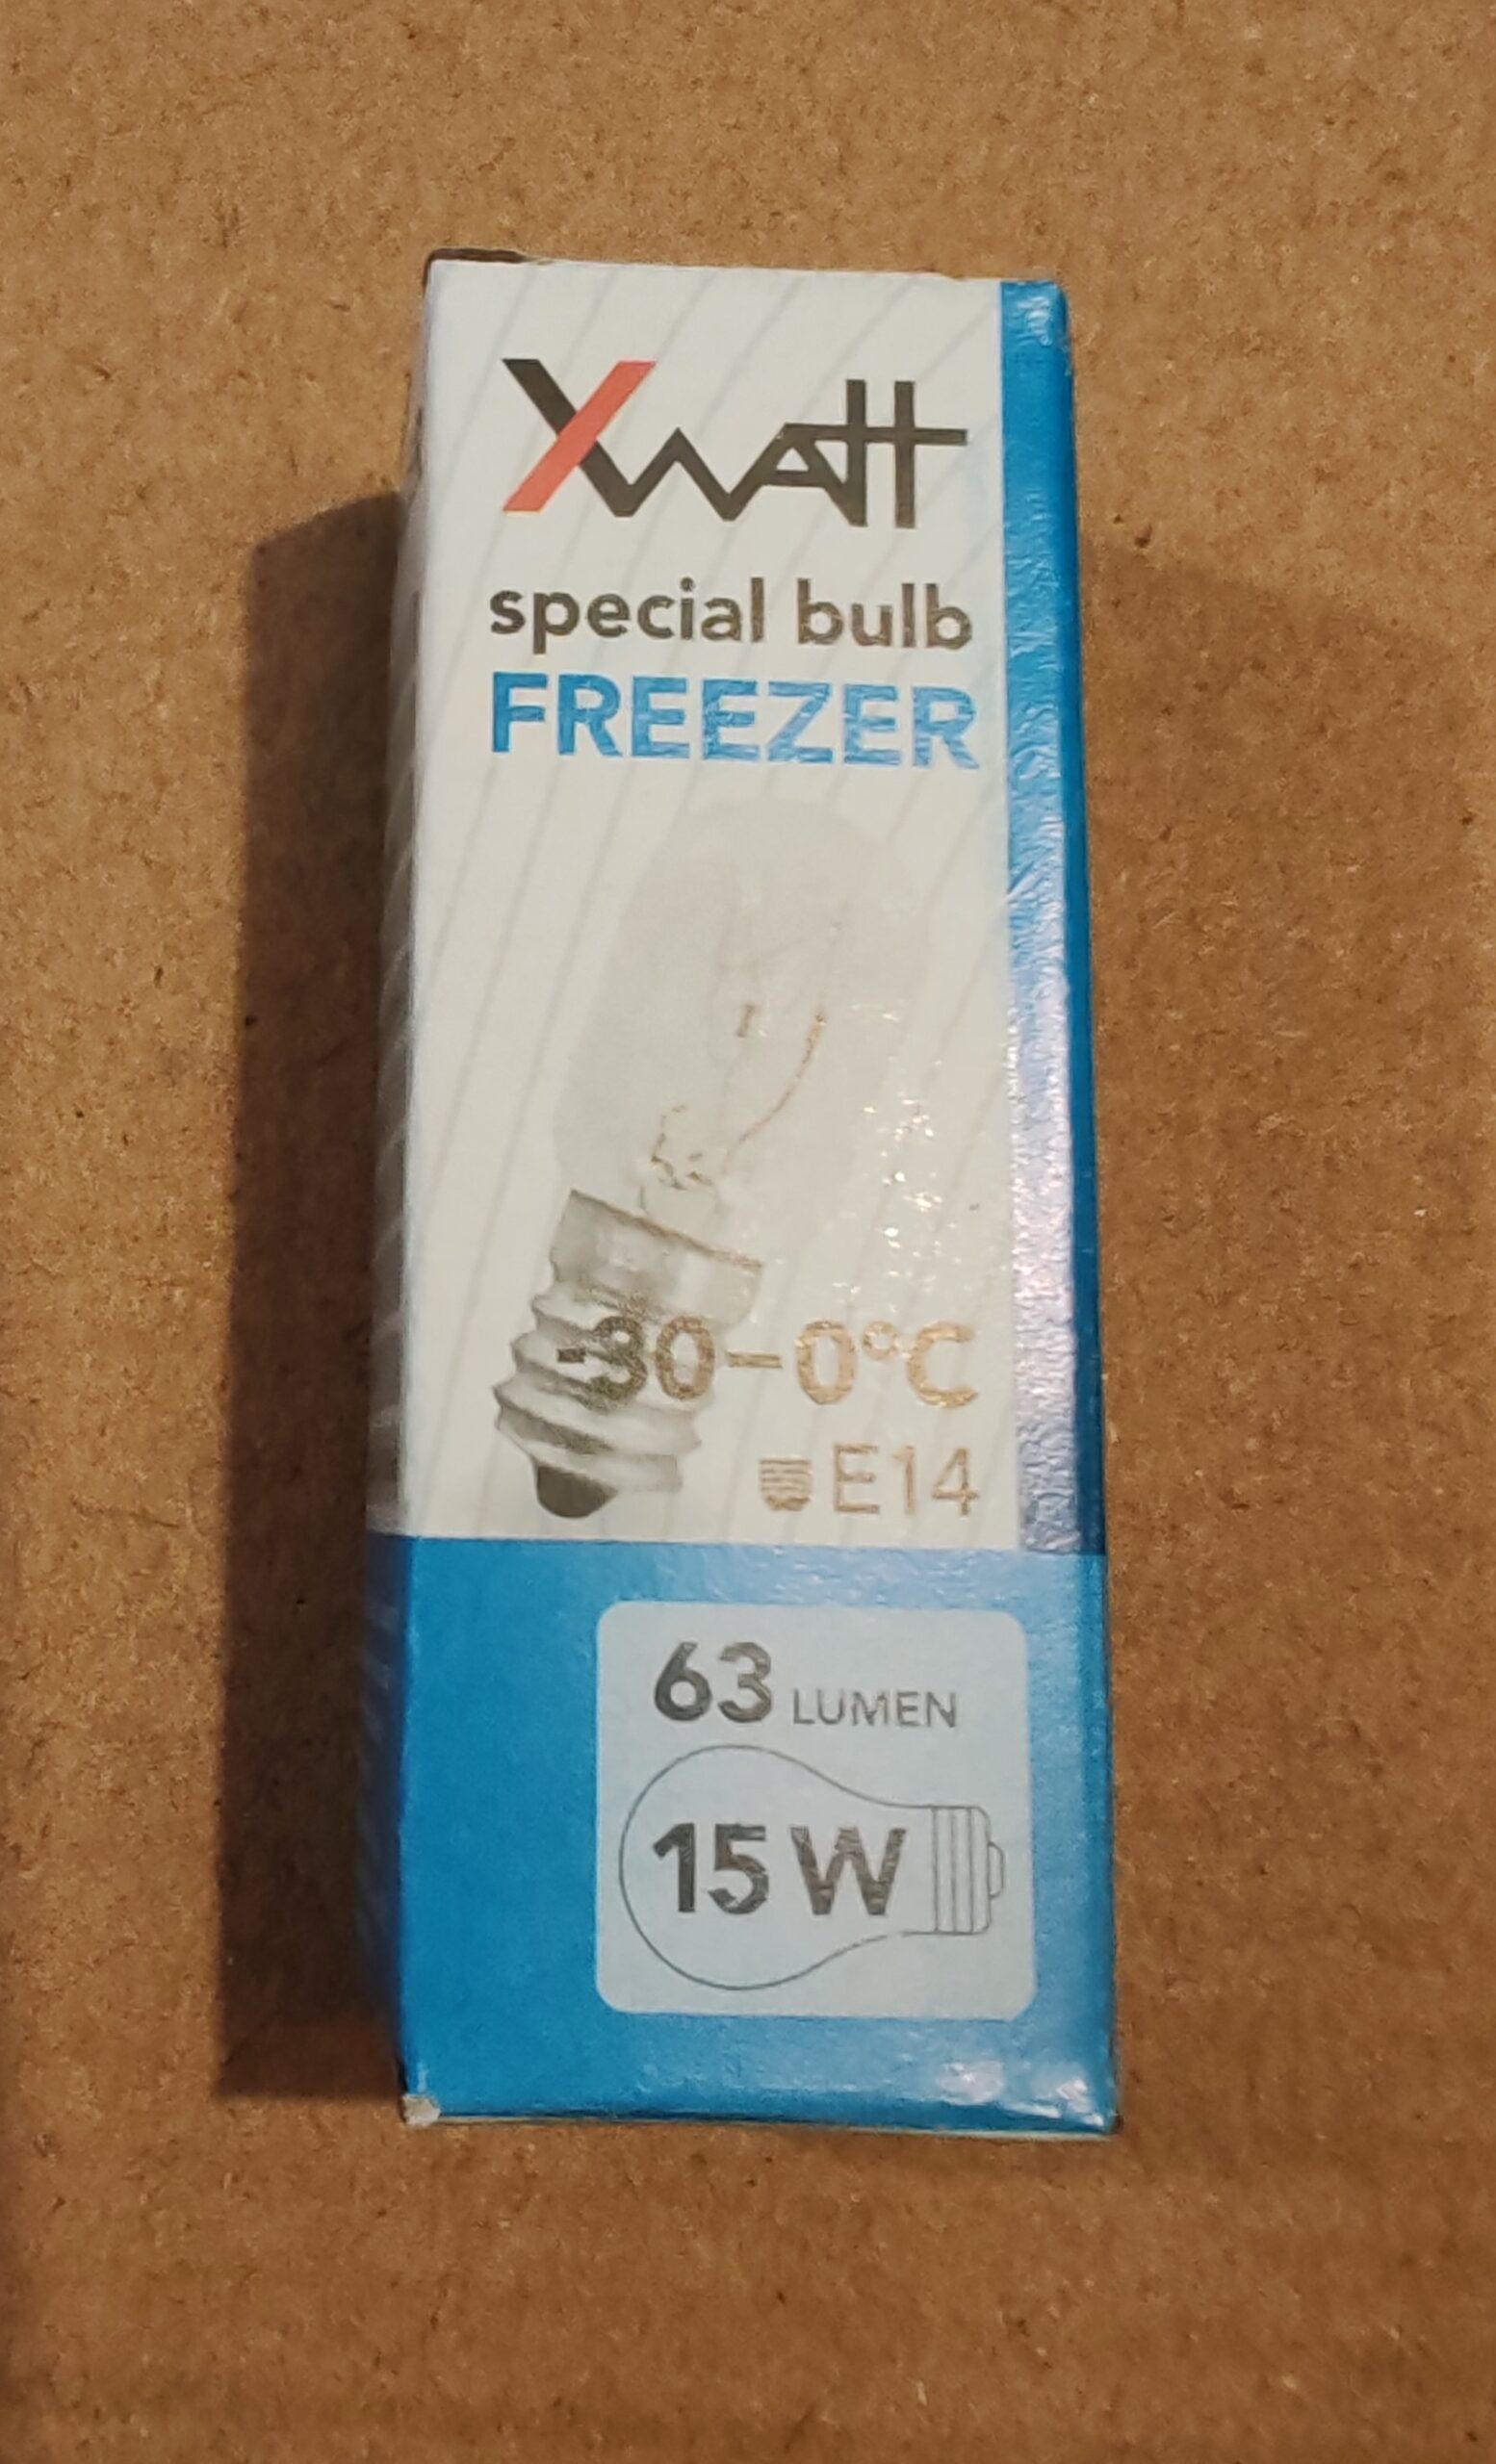 XWATT
special bulb
FREEZER
-30–0°C
E14
63 LUMEN
15 W